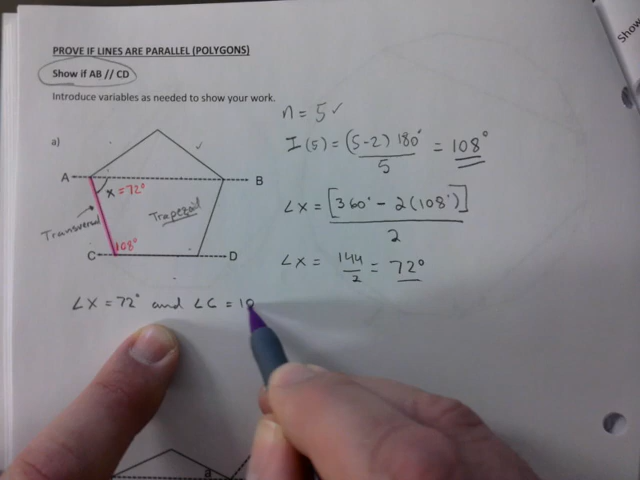 Show
PROVE IF LINES ARE PARALLEL (POLYGONS)
Show if AB // CD
Introduce variables as needed to show your work.
n = 5 ✓
a)
I(5) = (5-2) 180° / 5 = 108°
A
B
x = 72°
Transversal
Trapezoid
108°
C
D
∠x = [360° - 2(108°)] / 2
∠x = 144/2 = 72°
∠x = 72° and ∠C = 10
a